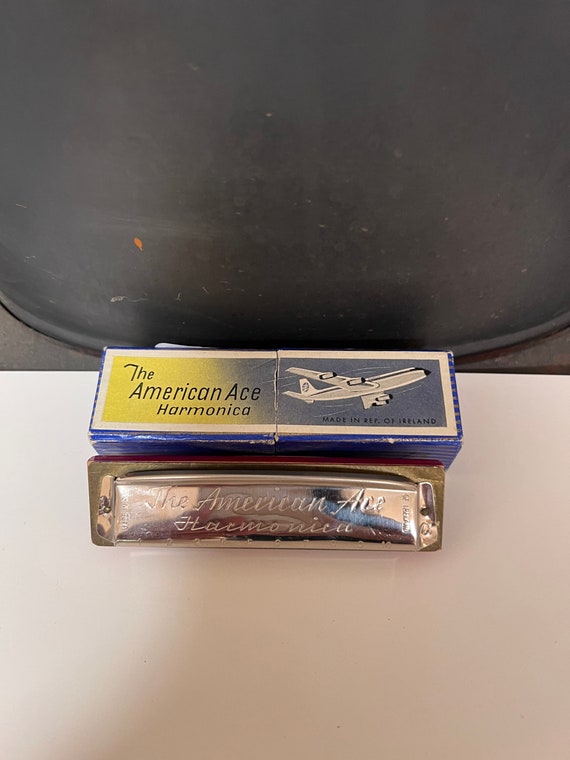 The
American Ace
Harmonica
MADE IN REP. OF IRELAND
The American Ace
Harmonica